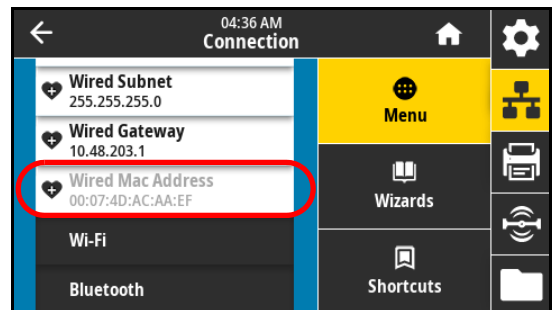 04:36 AM
Connection
Wired Subnet
255.255.255.0
Wired Gateway
10.48.203.1
Wired Mac Address
00:07:4D:AC:AA:EF
Wi-Fi
Bluetooth
Menu
Wizards
Shortcuts